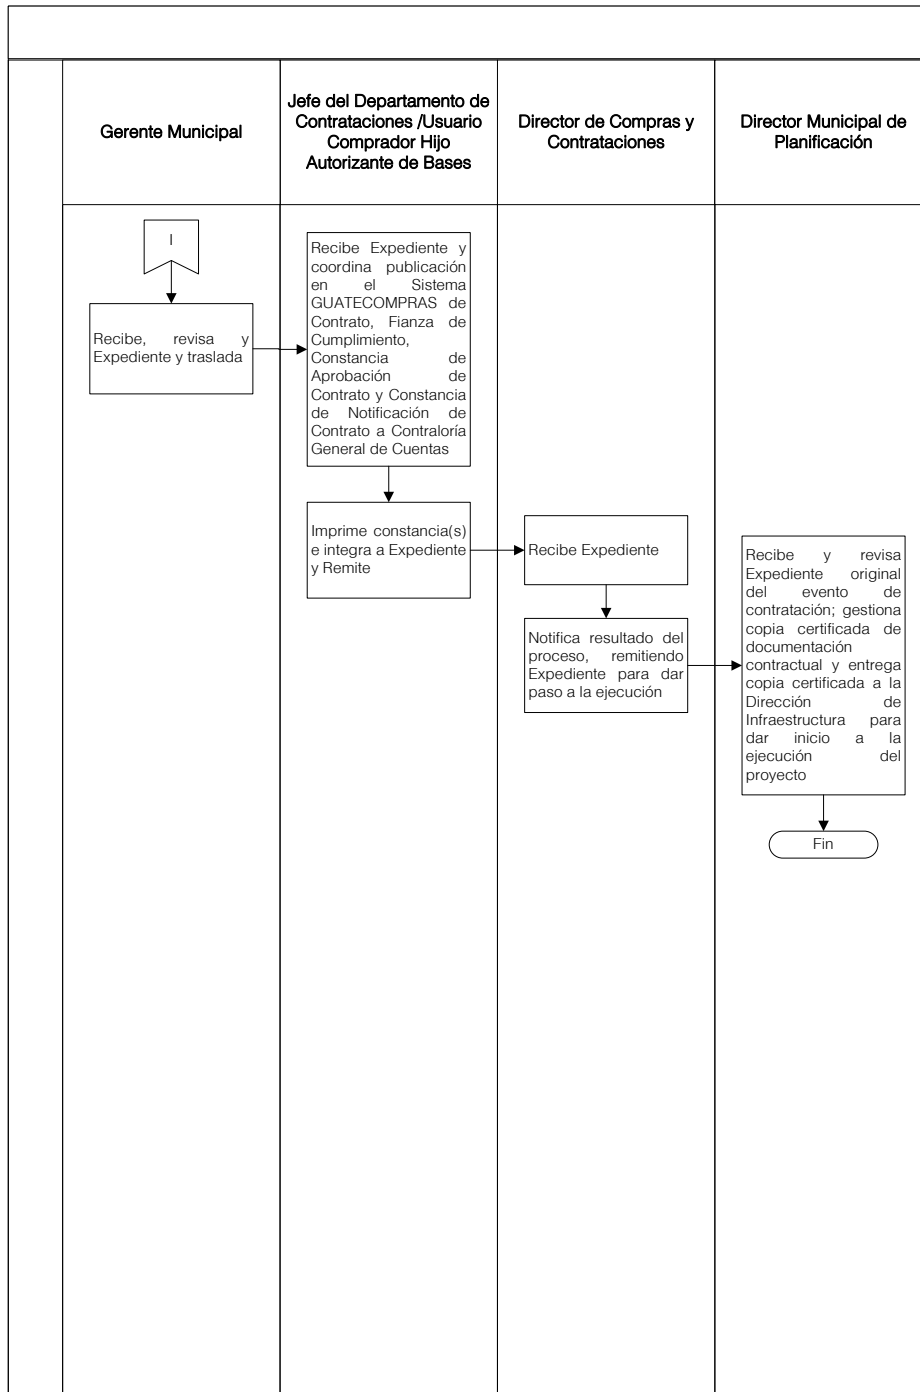 Gerente Municipal
Jefe del Departamento de
Contrataciones /Usuario
Comprador Hijo
Autorizante de Bases
Director de Compras y
Contrataciones
Director Municipal de
Planificación
I
Recibe, revisa y
Expediente y traslada
Recibe Expediente y
coordina publicación
en el Sistema
GUATECOMPRAS de
Contrato, Fianza de
Cumplimiento,
Constancia de
Aprobación de
Contrato y Constancia
de Notificación de
Contrato a Contraloría
General de Cuentas
Imprime constancia(s)
e integra a Expediente
y Remite
Recibe Expediente
Notifica resultado del
proceso, remitiendo
Expediente para dar
paso a la ejecución
Recibe y revisa
Expediente original
del evento de
contratación; gestiona
copia certificada de
documentación
contractual y entrega
copia certificada a la
Dirección de
Infraestructura para
dar inicio a la
ejecución del
proyecto
Fin